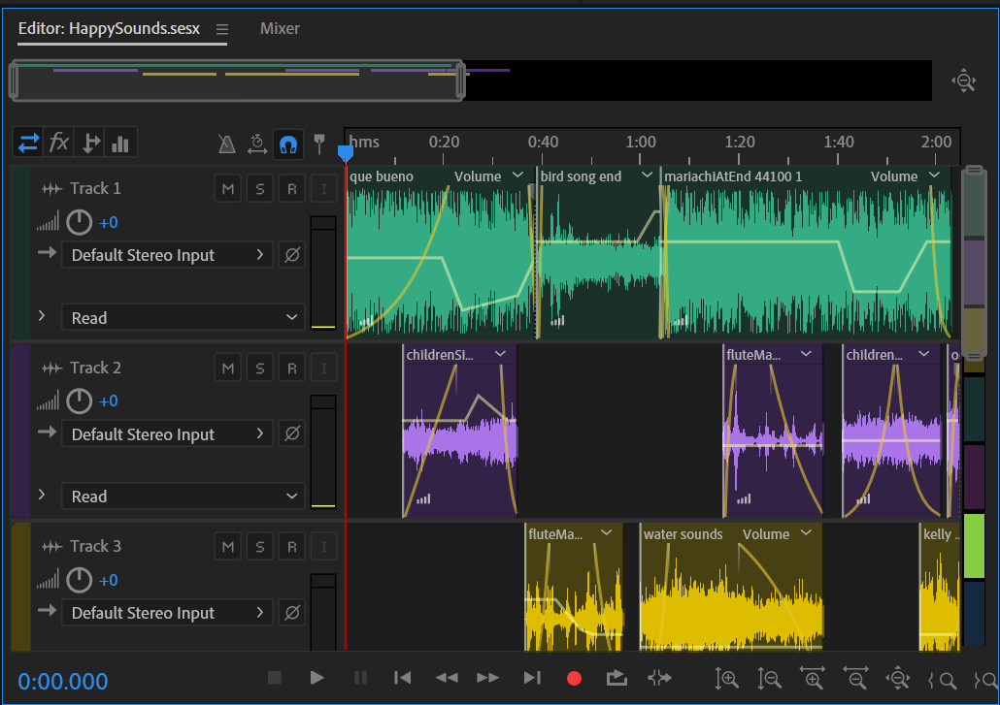 Editor: HappySounds.sesx ☰ Mixer
fx
hms 0:20 0:40 1:00 1:20 1:40 2:00
Track 1 M S R I
que bueno Volume bird song end mariachiAtEnd 44100 1 Volume
+0
Default Stereo Input
Read
Track 2 M S R I
childrenSi... fluteMa... children... o
+0
Default Stereo Input
Read
Track 3 M S R I
fluteMa... water sounds Volume kelly ..
+0
Default Stereo Input
0:00.000